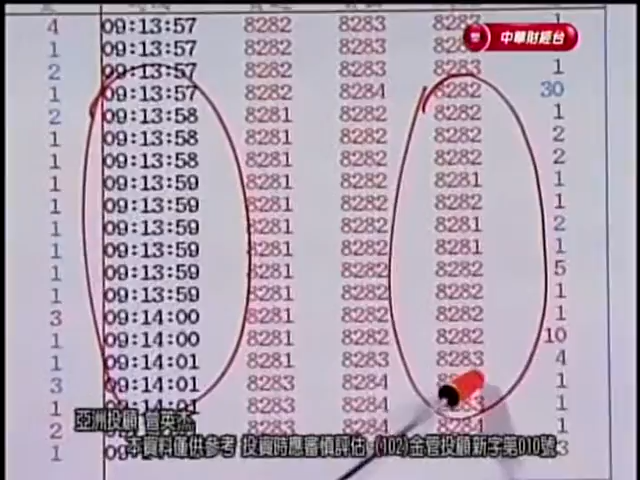 中華財經台
4 09:13:57 8282 8283 8282 1
1 09:13:57 8282 8283
2 09:13:57 8282 8283 8283 1
1 09:13:57 8282 8284 8282 30
2 09:13:58 8281 8282 8282 1
1 09:13:58 8281 8282 8282 2
1 09:13:58 8281 8282 8282 2
1 09:13:59 8281 8282 8281 1
1 09:13:59 8281 8282 8282 1
1 09:13:59 8281 8282 8281 2
1 09:13:59 8281 8282 8281 1
1 09:13:59 8281 8282 8282 5
1 09:13:59 8281 8282 8282 1
3 09:14:00 8281 8282 8282 1
1 09:14:00 8281 8282 8282 10
1 09:14:01 8281 8283 8283 4
3 09:14:01 8283 8284 1
1 09:14:01 8283 8284 1
2 8283 8284 1
1 3
亞洲投顧 曾英杰
本資料僅供參考 投資時應審慎評估 (102)金管投顧新字第010號